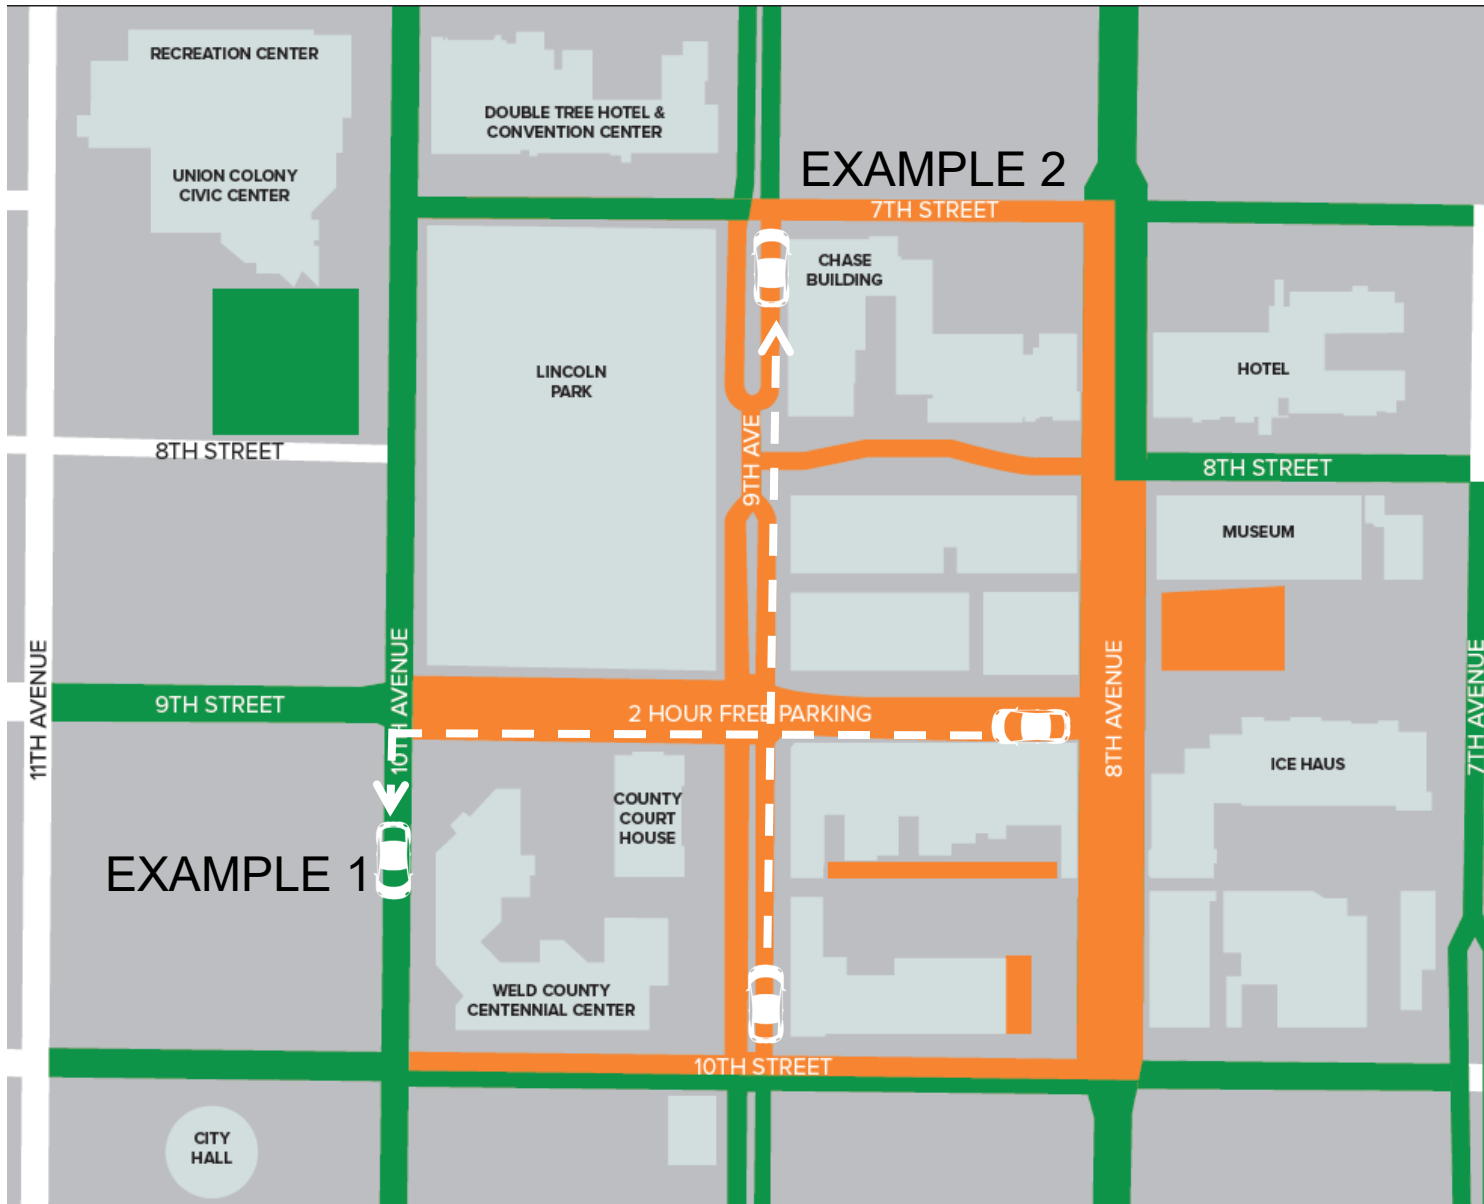 RECREATION CENTER
UNION COLONY
CIVIC CENTER
DOUBLE TREE HOTEL &
CONVENTION CENTER
EXAMPLE 2
7TH STREET
CHASE
BUILDING
LINCOLN
PARK
HOTEL
9TH AVE
8TH STREET
8TH STREET
MUSEUM
11TH AVENUE
9TH STREET
10TH AVENUE
2 HOUR FREE PARKING
8TH AVENUE
7TH AVENUE
ICE HAUS
COUNTY
COURT
HOUSE
EXAMPLE 1
WELD COUNTY
CENTENNIAL CENTER
10TH STREET
CITY
HALL